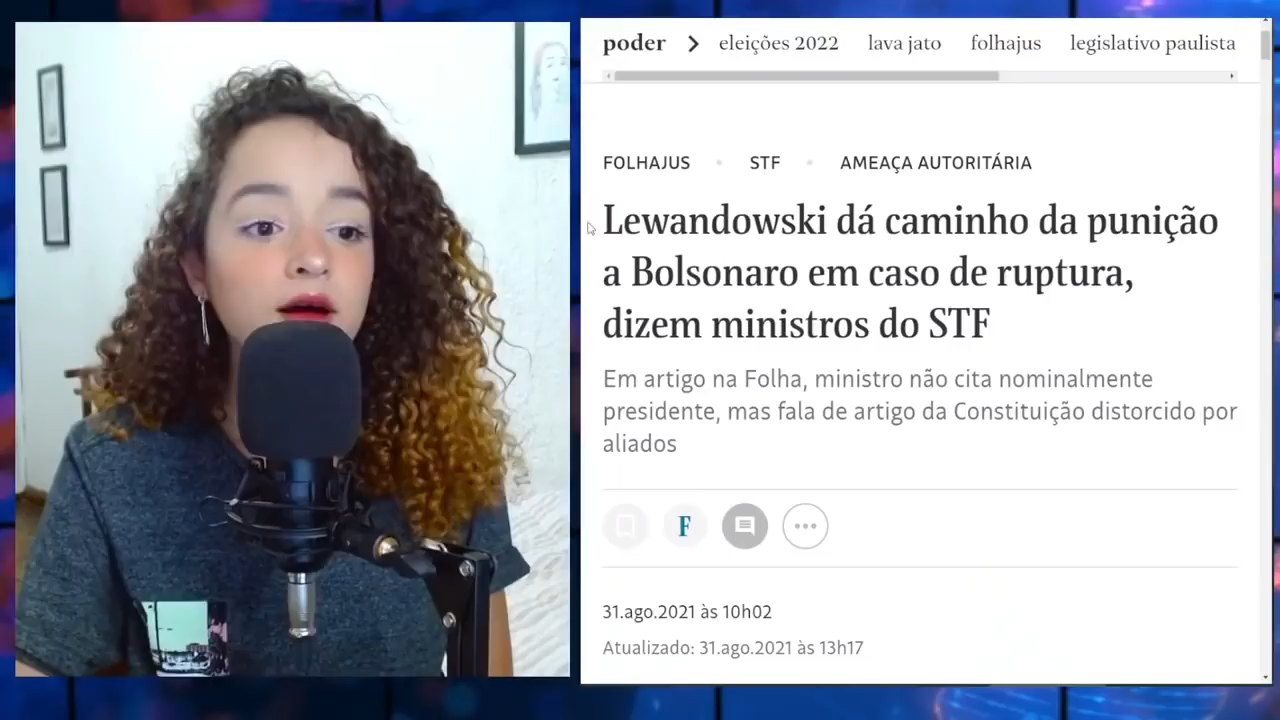 poder
eleições 2022 lava jato folhajus legislativo paulista
FOLHAJUS • STF • AMEAÇA AUTORITÁRIA
Lewandowski dá caminho da punição
a Bolsonaro em caso de ruptura,
dizem ministros do STF
Em artigo na Folha, ministro não cita nominalmente
presidente, mas fala de artigo da Constituição distorcido por
aliados
F
31.ago.2021 às 10h02
Atualizado: 31.ago.2021 às 13h17